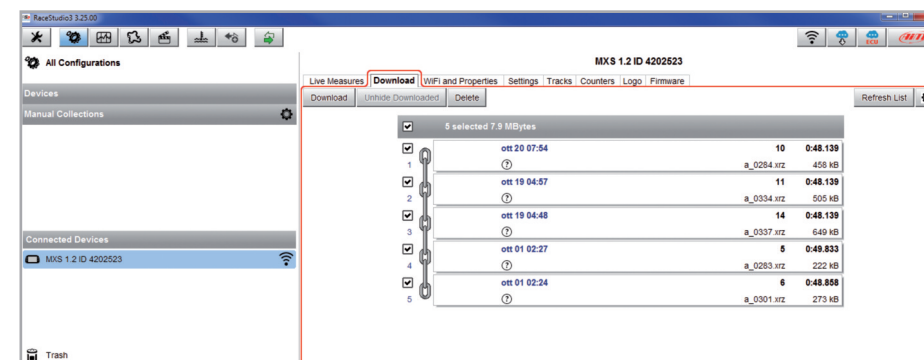 RaceStudio3 3.25.00
All Configurations
MXS 1.2 ID 4202523
Live Measures Download WiFi and Properties Settings Tracks Counters Logo Firmware
Devices
Download Unhide Downloaded Delete Refresh List
Manual Collections
5 selected 7.9 MBytes
ott 20 07:54 10 0:48.139
1 ? a_0284.xrz 458 kB
ott 19 04:57 11 0:48.139
2 ? a_0334.xrz 505 kB
ott 19 04:48 14 0:48.139
3 ? a_0337.xrz 649 kB
Connected Devices
ott 01 02:27 5 0:49.833
MXS 1.2 ID 4202523
4 ? a_0283.xrz 222 kB
ott 01 02:24 6 0:48.858
5 ? a_0301.xrz 273 kB
Trash